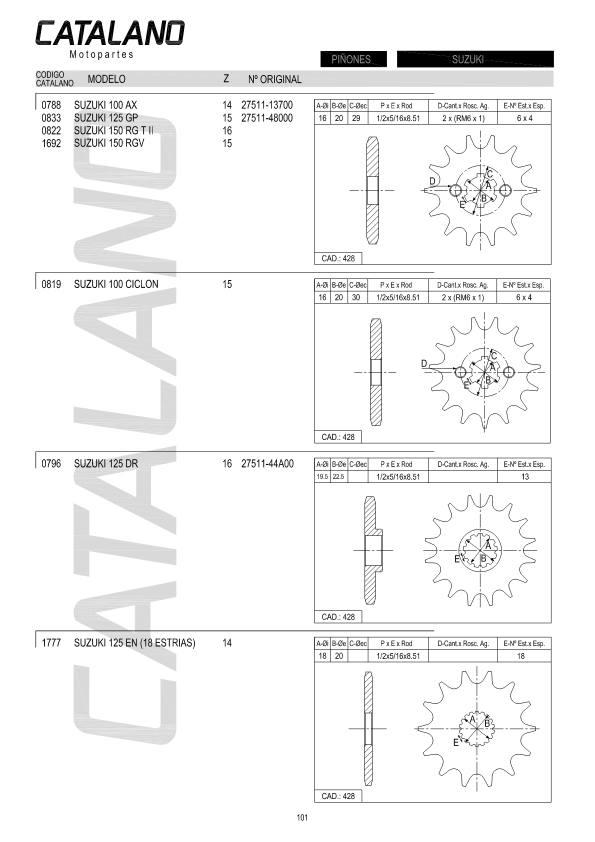 CATALANO
Motopartes
PIÑONES SUZUKI
CODIGO CATALANO MODELO Z Nº ORIGINAL
0788 SUZUKI 100 AX 14 27511-13700
0833 SUZUKI 125 GP 15 27511-48000
0822 SUZUKI 150 RG T II 16
1692 SUZUKI 150 RGV 15
A-Øi B-Øe C-Øec P x E x Rod D-Cant.x Rosc. Ag. E-Nº Est.x Esp.
16 20 29 1/2x5/16x8.51 2 x (RM6 x 1) 6 x 4
D C A B E
CAD.: 428
0819 SUZUKI 100 CICLON 15
A-Øi B-Øe C-Øec P x E x Rod D-Cant.x Rosc. Ag. E-Nº Est.x Esp.
16 20 30 1/2x5/16x8.51 2 x (RM6 x 1) 6 x 4
D C A B E
CAD.: 428
0796 SUZUKI 125 DR 16 27511-44A00
A-Øi B-Øe C-Øec P x E x Rod D-Cant.x Rosc. Ag. E-Nº Est.x Esp.
19.5 22.5 1/2x5/16x8.51 13
A B E
CAD.: 428
1777 SUZUKI 125 EN (18 ESTRIAS) 14
A-Øi B-Øe C-Øec P x E x Rod D-Cant.x Rosc. Ag. E-Nº Est.x Esp.
18 20 1/2x5/16x8.51 18
A B E
CAD.: 428
CATALANO
101